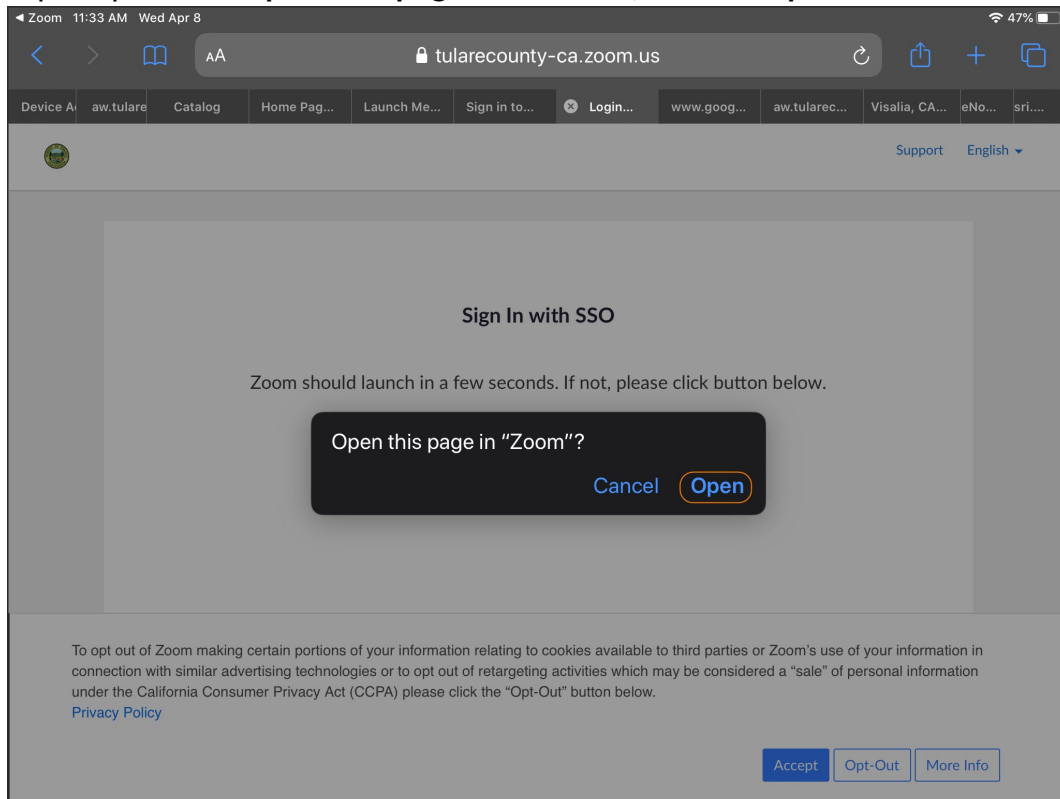 ◄ Zoom 11:33 AM Wed Apr 8 47%
AA tularecounty-ca.zoom.us
Device A aw.tulare Catalog Home Pag... Launch Me... Sign in to... Login... www.goog... aw.tularec... Visalia, CA... eNo... sri....
Support English
Sign In with SSO
Zoom should launch in a few seconds. If not, please click button below.
Open this page in “Zoom”?
Cancel Open
To opt out of Zoom making certain portions of your information relating to cookies available to third parties or Zoom’s use of your information in
connection with similar advertising technologies or to opt out of retargeting activities which may be considered a “sale” of personal information
under the California Consumer Privacy Act (CCPA) please click the “Opt-Out” button below.
Privacy Policy
Accept Opt-Out More Info